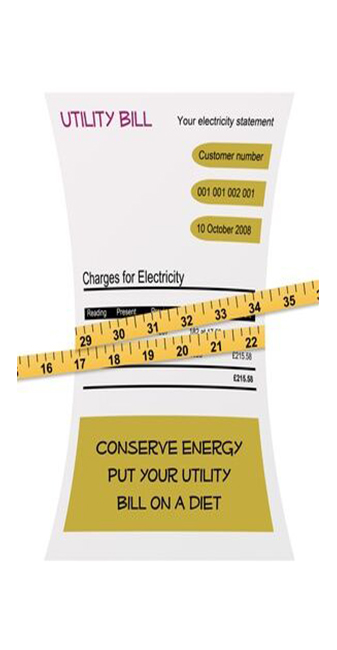 UTILITY BILL
Your electricity statement
Customer number
001 001 002 001
10 October 2008
Charges for Electricity
Reading Present
29 30 31 32 33 34 35
£215.58
16 17 18 19 20 21 22
£215.58
CONSERVE ENERGY
PUT YOUR UTILITY
BILL ON A DIET